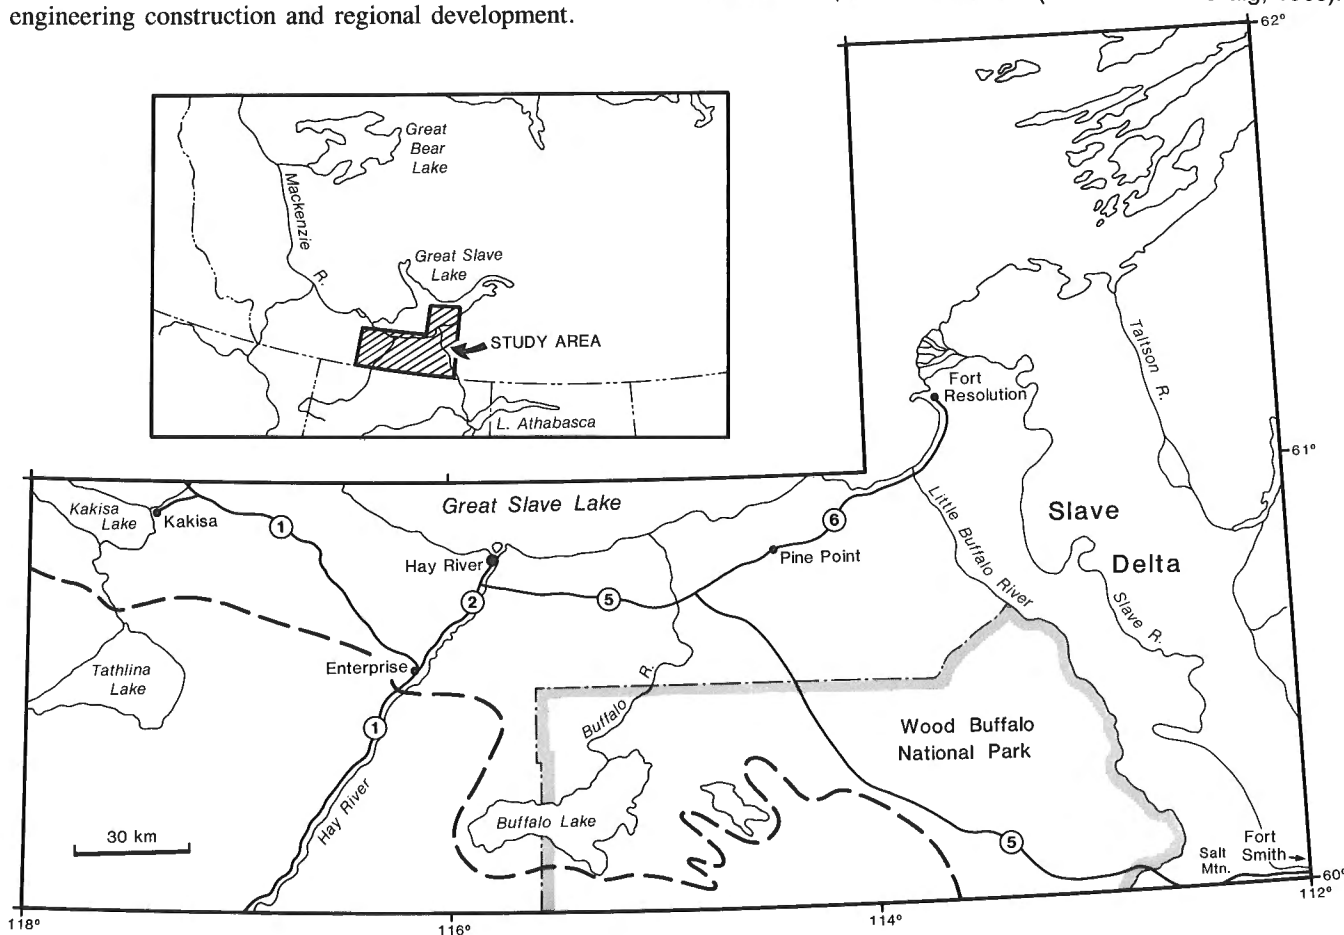 engineering construction and regional development.
62°
Great
Bear
Lake
Mackenzie
R.
Great Slave
Lake
STUDY AREA
L. Athabasca
Taltson R.
Fort
Resolution
61°
Kakisa
Lake
Kakisa
1
Great Slave Lake
6
Pine Point
Little Buffalo River
Slave
Delta
Slave R.
Hay River
2
5
Tathlina
Lake
Enterprise
1
Hay River
Buffalo R.
Wood Buffalo
National Park
Buffalo Lake
30 km
5
Salt
Mtn.
Fort
Smith
60°
118°
116°
114°
112°